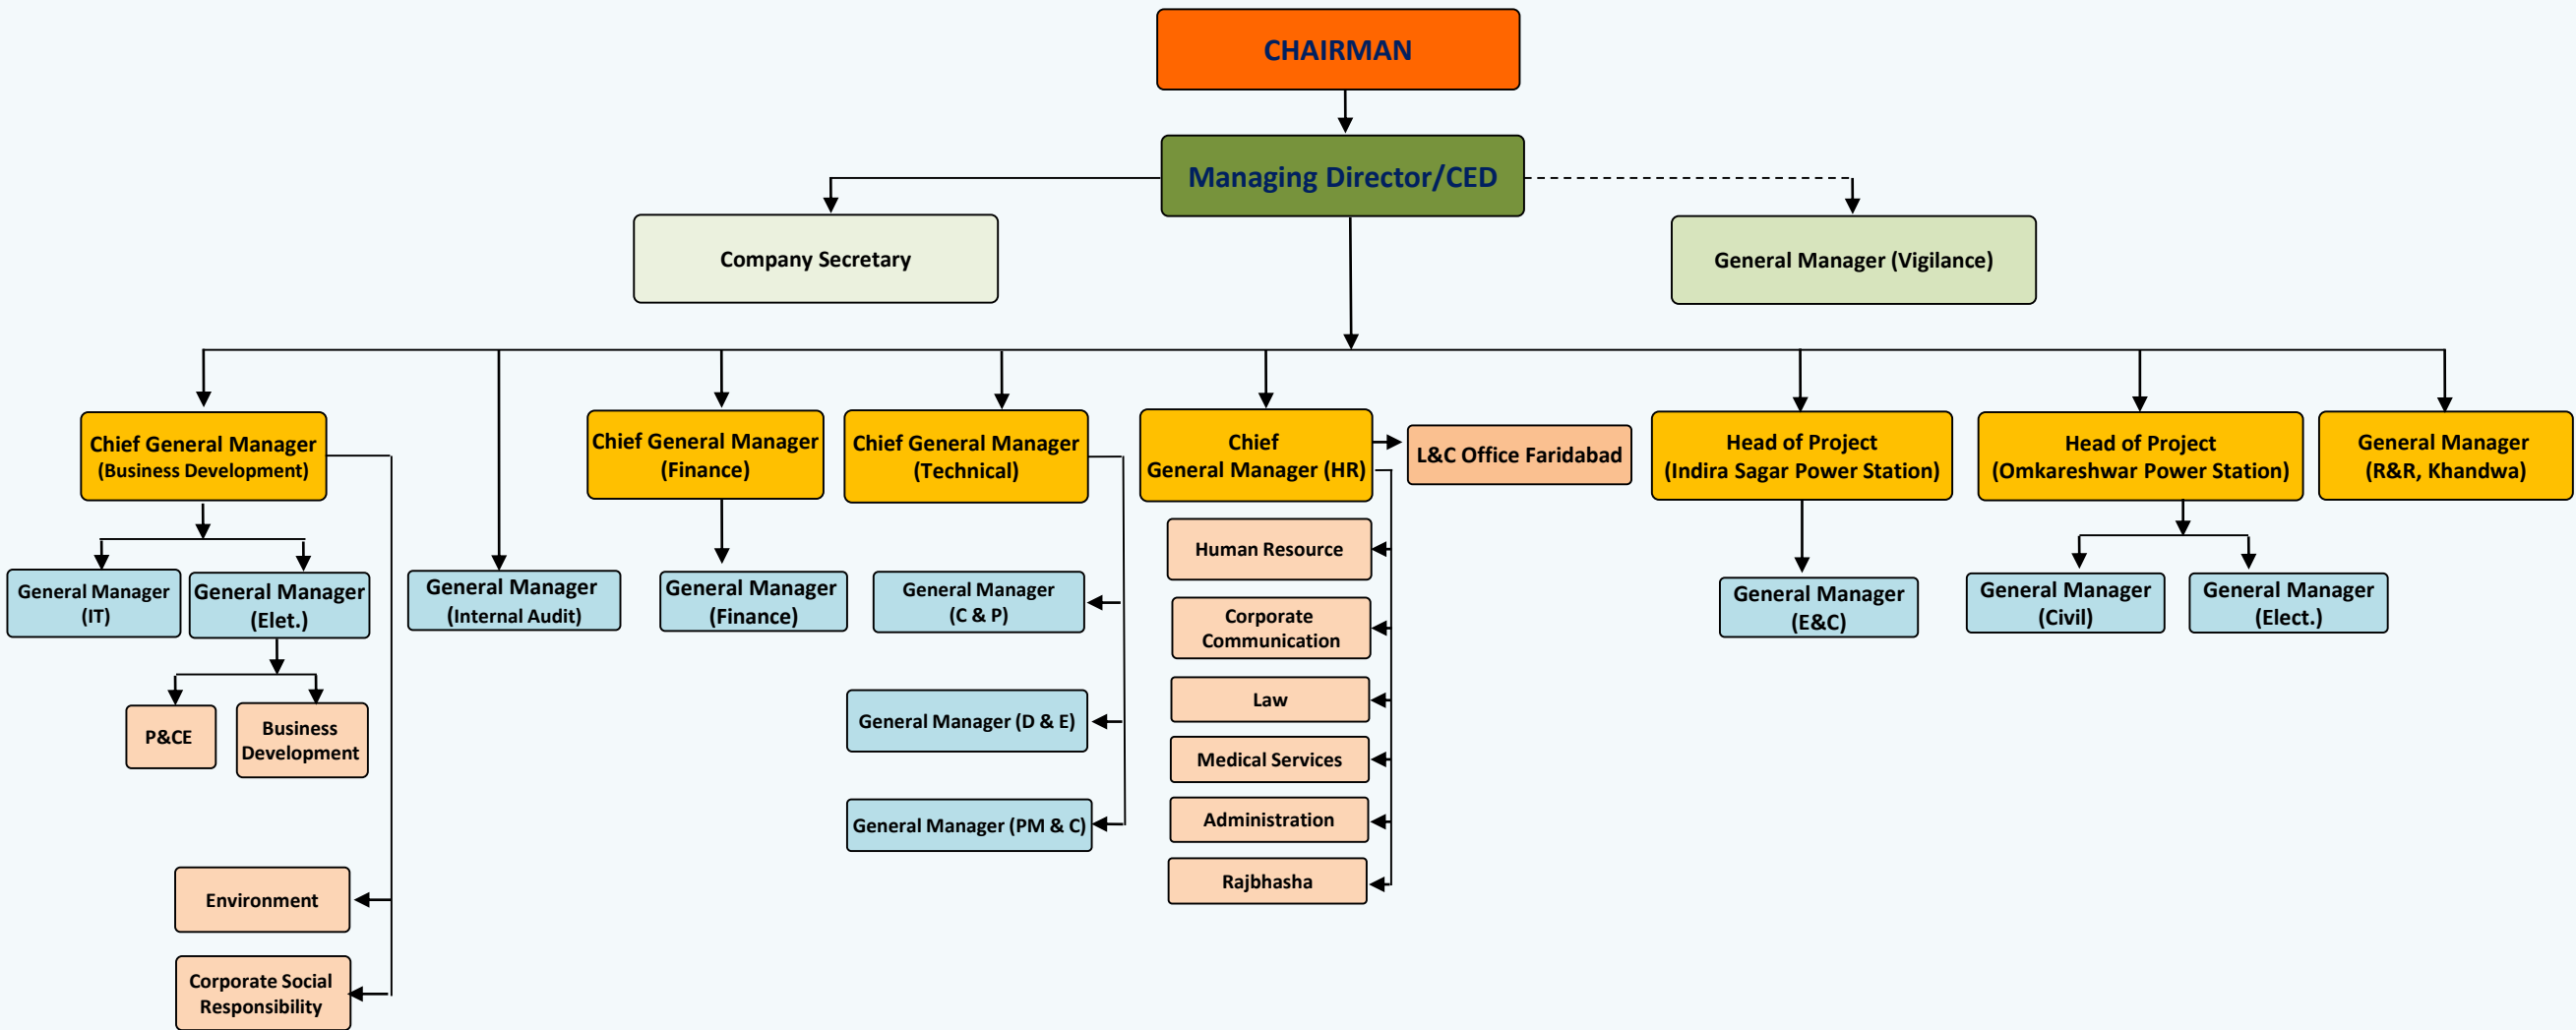 CHAIRMAN
Managing Director/CED
Company Secretary
General Manager (Vigilance)
Chief General Manager
(Business Development)
Chief General Manager
(Finance)
Chief General Manager
(Technical)
Chief
General Manager (HR)
L&C Office Faridabad
Head of Project
(Indira Sagar Power Station)
Head of Project
(Omkareshwar Power Station)
General Manager
(R&R, Khandwa)
General Manager
(IT)
General Manager
(Elet.)
General Manager
(Internal Audit)
General Manager
(Finance)
General Manager
(C & P)
Human Resource
Corporate
Communication
General Manager
(E&C)
General Manager
(Civil)
General Manager
(Elect.)
P&CE
Business
Development
General Manager (D & E)
Law
Medical Services
General Manager (PM & C)
Administration
Rajbhasha
Environment
Corporate Social
Responsibility